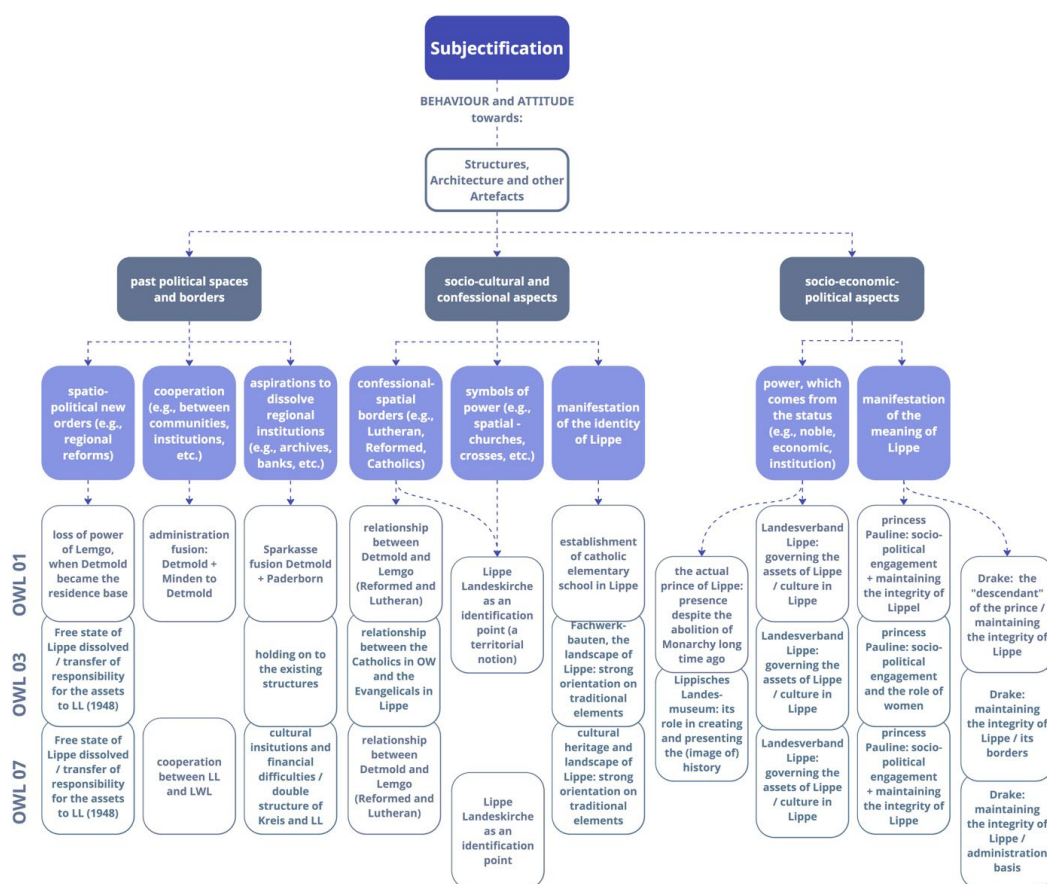 Subjectification
BEHAVIOUR and ATTITUDE
towards:
Structures,
Architecture and other
Artefacts
past political spaces
and borders
socio-cultural and
confessional aspects
socio-economic-
political aspects
spatio-
political new
orders (e.g.,
regional
reforms)
cooperation
(e.g., between
communities,
institutions,
etc.)
aspirations to
dissolve
regional
institutions
(e.g., archives,
banks, etc.)
confessional-
spatial
borders (e.g.,
Lutheran,
Reformed,
Catholics)
symbols of
power (e.g.,
spatial -
churches,
crosses, etc.)
manifestation
of the identity
of Lippe
power, which
comes from
the status
(e.g., noble,
economic,
institution)
manifestation
of the
meaning of
Lippe
OWL 01
loss of power
of Lemgo,
when Detmold
became the
residence base
administration
fusion:
Detmold +
Minden to
Detmold
Sparkasse
fusion Detmold
+ Paderborn
relationship
between
Detmold and
Lemgo
(Reformed and
Lutheran)
Lippe
Landeskirche
as an
identification
point (a
territorial
notion)
establishment
of catholic
elementary
school in Lippe
the actual
prince of Lippe:
presence
despite the
abolition of
Monarchy long
time ago
Landesverband
Lippe:
governing the
assets of Lippe
/ culture in
Lippe
princess
Pauline: socio-
political
engagement
+ maintaining
the integrity of
Lippel
Drake: the
"descendant"
of the prince /
maintaining
the integrity of
Lippe
OWL 03
Free state of
Lippe dissolved
/ transfer of
responsibility
for the assets
to LL (1948)
holding on to
the existing
structures
relationship
between the
Catholics in OW
and the
Evangelicals in
Lippe
Fachwerk-
bauten, the
landscape of
Lippe: strong
orientation on
traditional
elements
Lippisches
Landes-
museum: its
role in creating
and presenting
the (image of)
history
Landesverband
Lippe:
governing the
assets of Lippe
/ culture in
Lippe
princess
Pauline: socio-
political
engagement
and the role of
women
Drake:
maintaining
the integrity of
Lippe / its
borders
OWL 07
Free state of
Lippe dissolved
/ transfer of
responsibility
for the assets
to LL (1948)
cooperation
between LL
and LWL
cultural
insitutions and
financial
difficulties /
double
structure of
Kreis and LL
relationship
between
Detmold and
Lemgo
(Reformed and
Lutheran)
Lippe
Landeskirche
as an
identification
point
cultural
heritage and
landscape of
Lippe: strong
orientation on
traditional
elements
Landesverband
Lippe:
governing the
assets of Lippe
/ culture in
Lippe
princess
Pauline: socio-
political
engagement
+ maintaining
the integrity of
Lippe
Drake:
maintaining
the integrity of
Lippe /
administration
basis